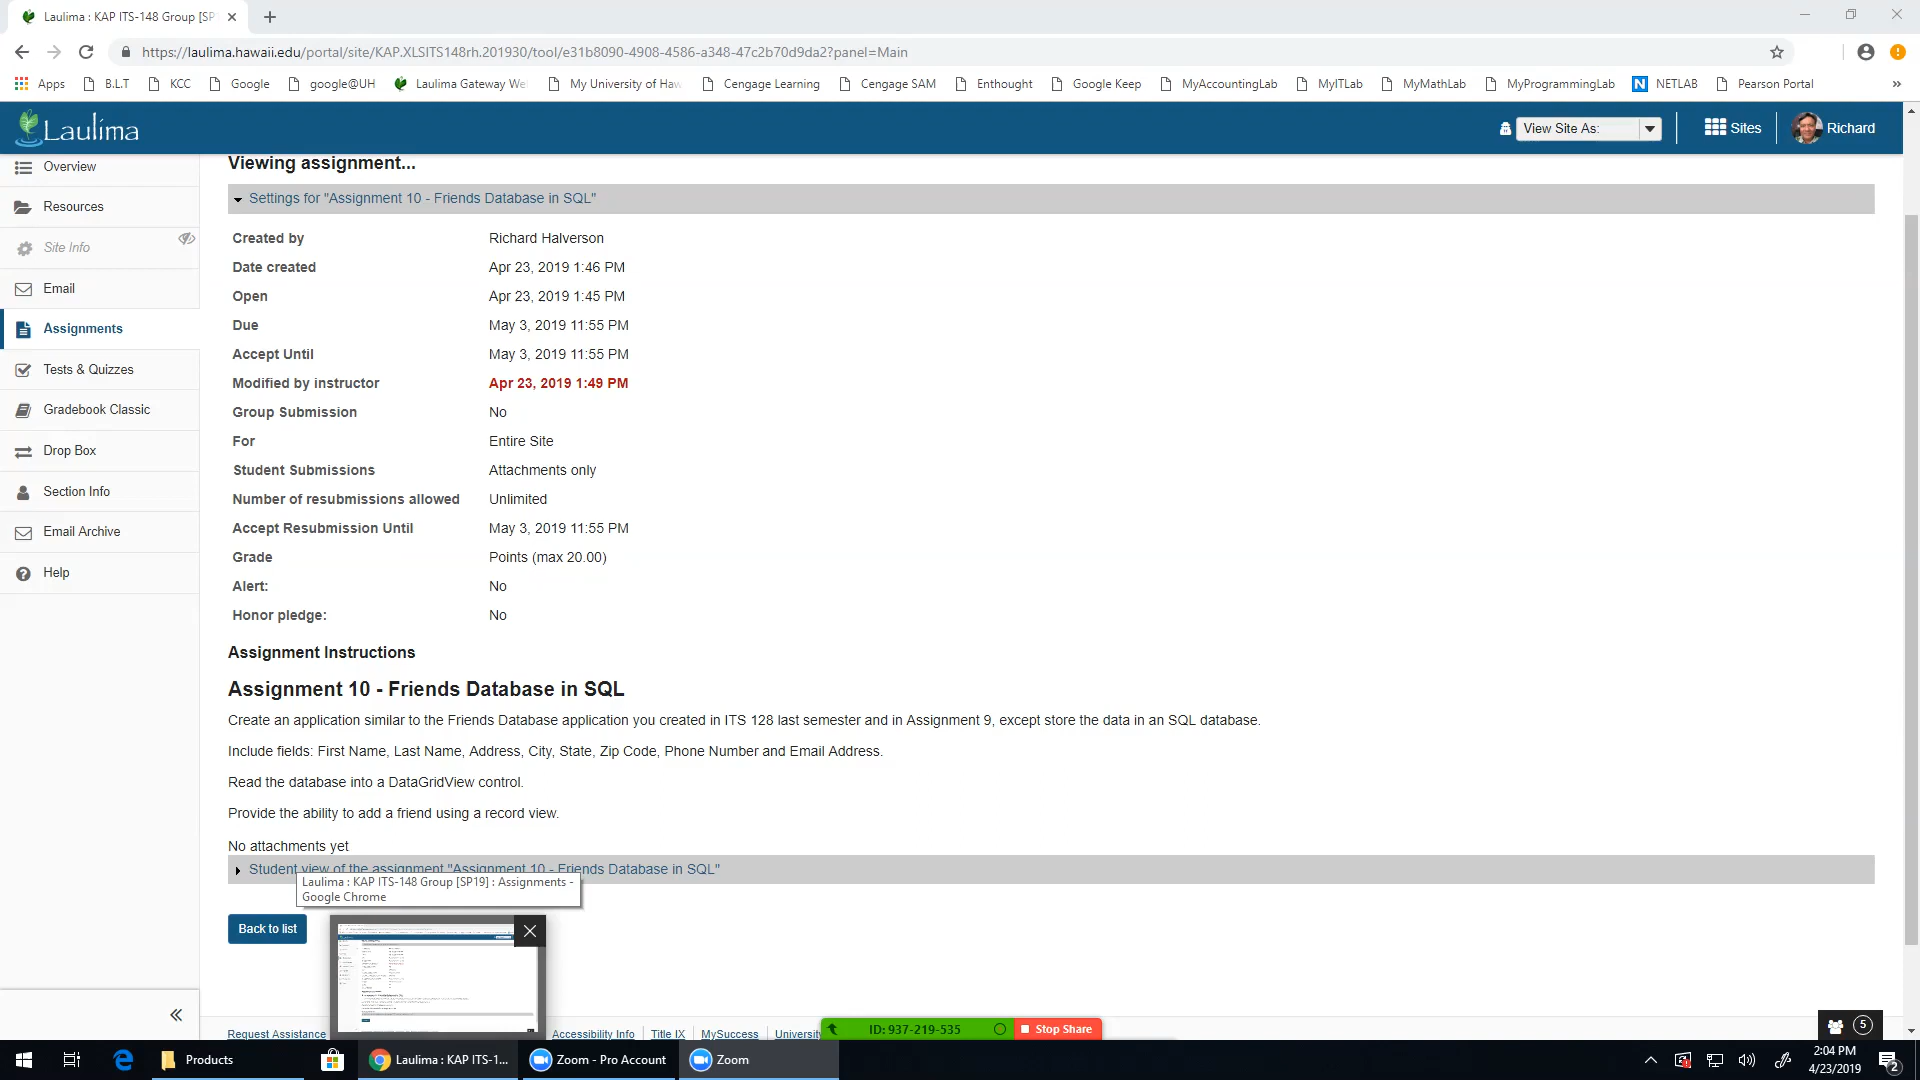 Laulima : KAP ITS-148 Group [SP
https://laulima.hawaii.edu/portal/site/KAP.XLSITS148rh.201930/tool/e31b8090-4908-4586-a348-47c2b70d9da2?panel=Main
Apps B.L.T KCC Google google@UH Laulima Gateway We My University of Haw Cengage Learning Cengage SAM Enthought Google Keep MyAccountingLab MyITLab MyMathLab MyProgrammingLab N NETLAB Pearson Portal »
Laulima View Site As: Sites Richard
Overview
Resources
Site Info
Email
Assignments
Tests & Quizzes
Gradebook Classic
Drop Box
Section Info
Email Archive
Help
Viewing assignment...
Settings for "Assignment 10 - Friends Database in SQL"
Created by Richard Halverson
Date created Apr 23, 2019 1:46 PM
Open Apr 23, 2019 1:45 PM
Due May 3, 2019 11:55 PM
Accept Until May 3, 2019 11:55 PM
Modified by instructor Apr 23, 2019 1:49 PM
Group Submission No
For Entire Site
Student Submissions Attachments only
Number of resubmissions allowed Unlimited
Accept Resubmission Until May 3, 2019 11:55 PM
Grade Points (max 20.00)
Alert: No
Honor pledge: No
Assignment Instructions
Assignment 10 - Friends Database in SQL
Create an application similar to the Friends Database application you created in ITS 128 last semester and in Assignment 9, except store the data in an SQL database.
Include fields: First Name, Last Name, Address, City, State, Zip Code, Phone Number and Email Address.
Read the database into a DataGridView control.
Provide the ability to add a friend using a record view.
No attachments yet
Student view of the assignment "Assignment 10 - Friends Database in SQL"
Laulima : KAP ITS-148 Group [SP19] : Assignments -
Google Chrome
Back to list
Request Assistance Accessibility Info Title IX MySuccess University
ID: 937-219-535 Stop Share
5
Products Laulima : KAP ITS-1... Zoom - Pro Account Zoom
2:04 PM
4/23/2019
2